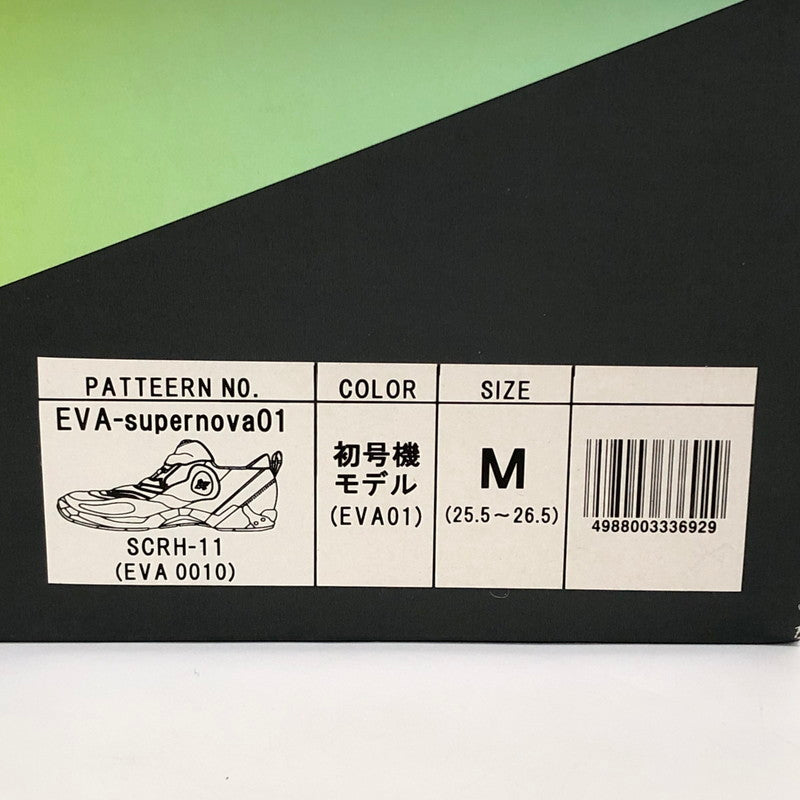 PATTEERN NO.
COLOR
SIZE
EVA-supernova01
SCRH-11
(EVA 0010)
初号機
モデル
(EVA01)
M
(25.5～26.5)
4988003336929